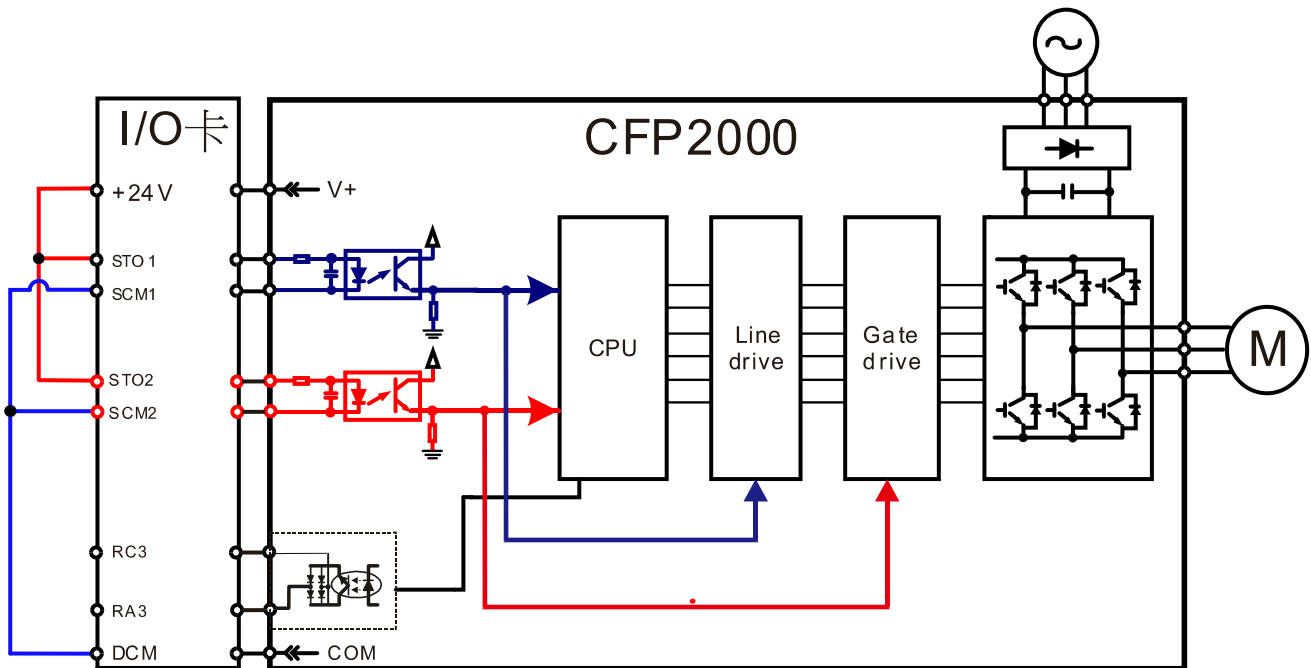 I/O卡
CFP2000
+24V
V+
STO1
SCM1
CPU
Line
drive
Gate
drive
M
STO2
SCM2
RC3
RA3
DCM
COM